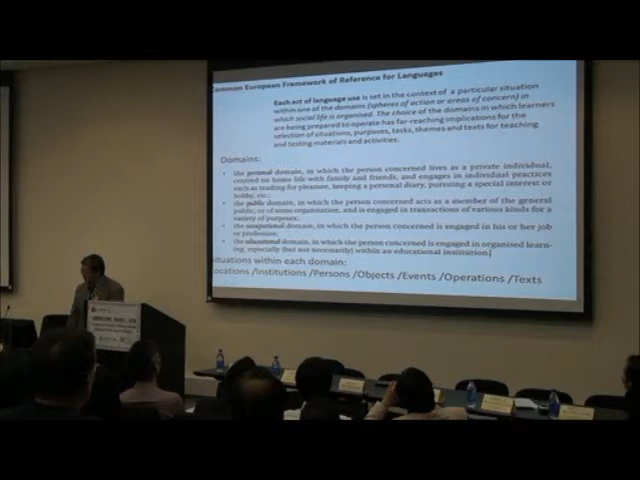 Common European Framework of Reference for Languages
Each act of language use is set in the context of a particular situation
within one of the domains (spheres of action or areas of concern) in
which social life is organised. The choice of the domains in which learners
are being prepared to operate has far-reaching implications for the
selection of situations, purposes, tasks, themes and texts for teaching
and testing materials and activities.
Domains:
• the personal domain, in which the person concerned lives as a private individual,
centred on home life with family and friends, and engages in individual practices
such as reading for pleasure, keeping a personal diary, pursuing a special interest or
hobby, etc.;
• the public domain, in which the person concerned acts as a member of the general
public, or of some organisation, and is engaged in transactions of various kinds for a
variety of purposes;
• the occupational domain, in which the person concerned is engaged in his or her job
or profession;
• the educational domain, in which the person concerned is engaged in organised learn-
ing, especially (but not necessarily) within an educational institution.
Situations within each domain:
Locations /Institutions /Persons /Objects /Events /Operations /Texts